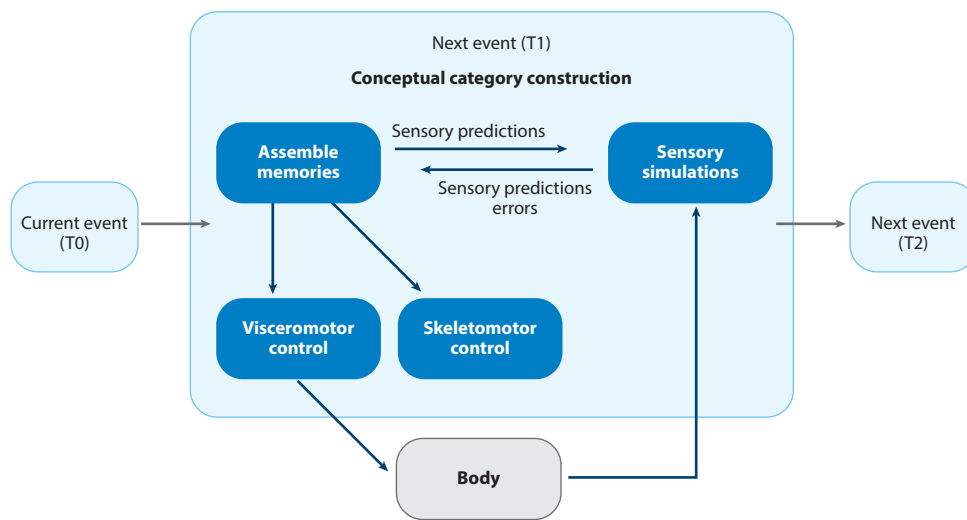 Next event (T1)
Conceptual category construction
Sensory predictions
Assemble
memories
Sensory
simulations
Sensory predictions
errors
Current event
(T0)
Next event
(T2)
Visceromotor
control
Skeletomotor
control
Body